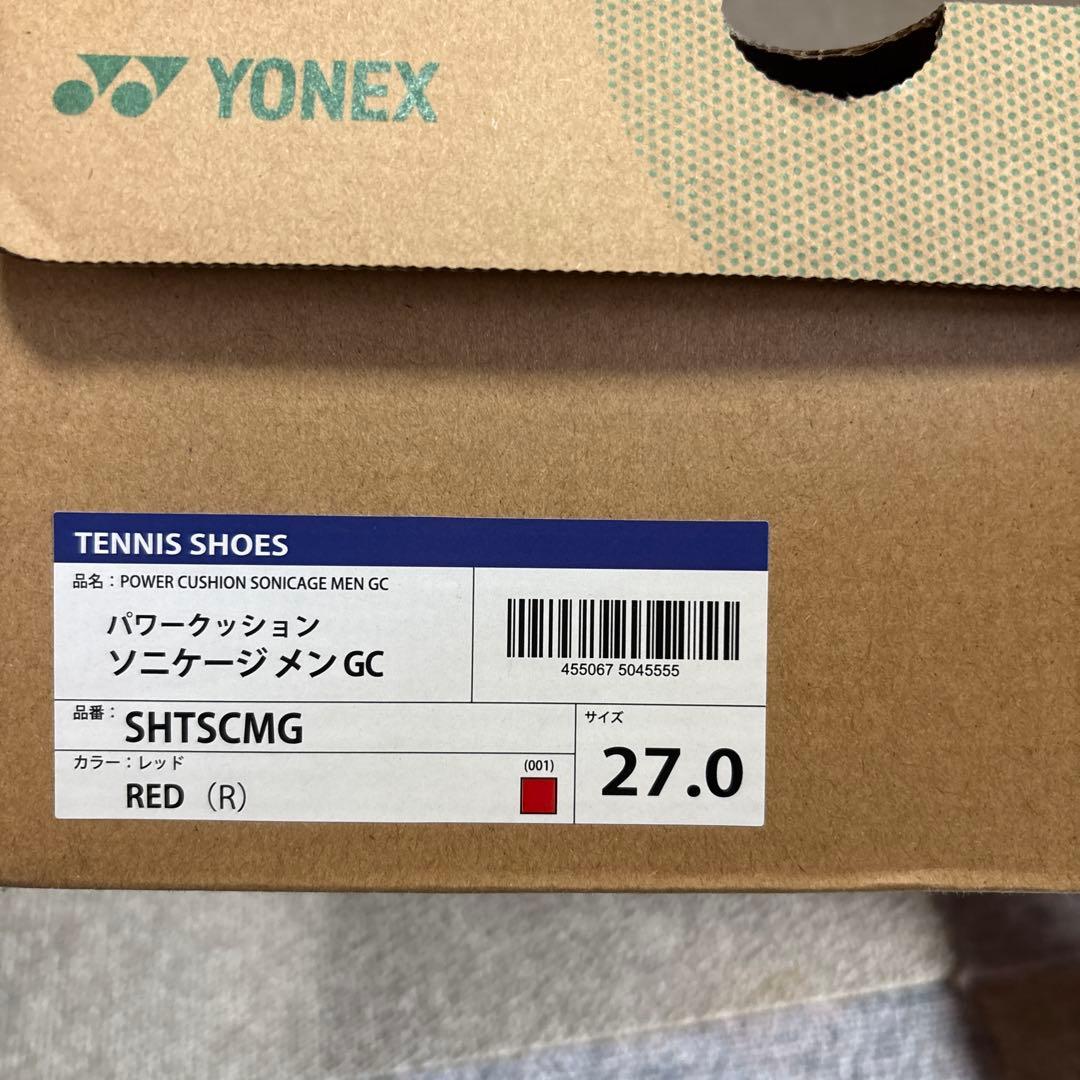 YONEX
TENNIS SHOES
品名：POWER CUSHION SONICAGE MEN GC
パワークッション
ソニケージ メン GC
455067 5045555
品番：SHTSCMG
カラー：レッド
RED（R）
(001)
サイズ
27.0